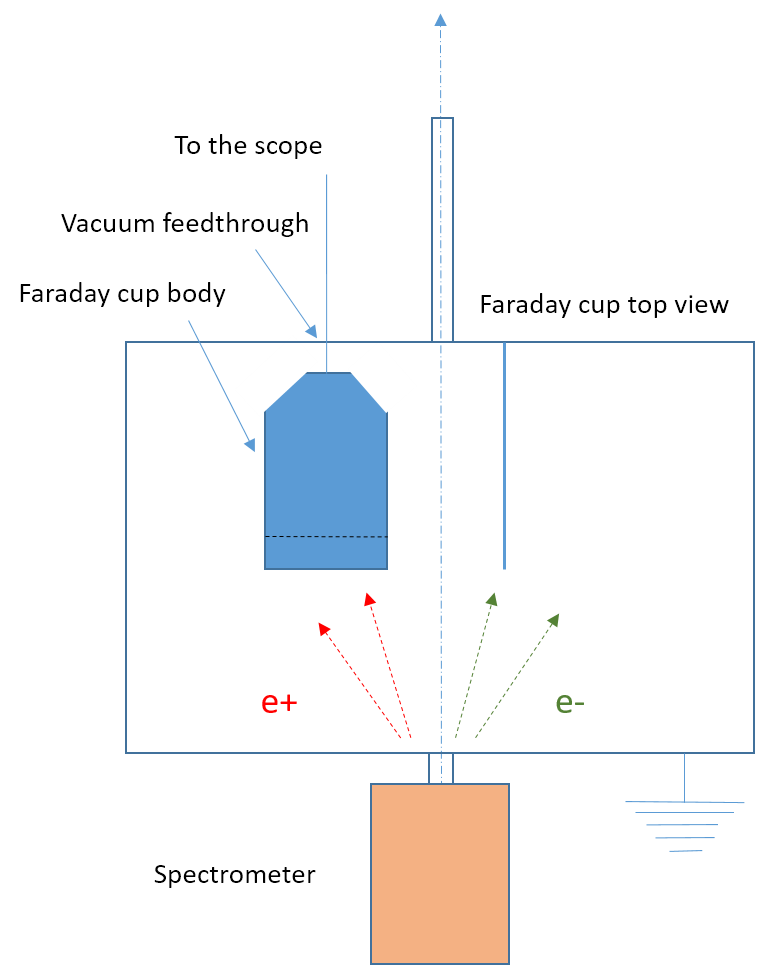 To the scope
Vacuum feedthrough
Faraday cup body
Faraday cup top view
e+
e-
Spectrometer